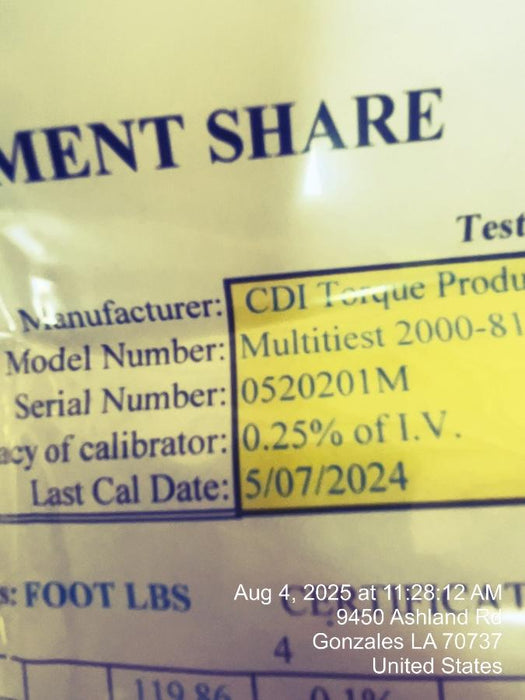 MENT SHARE
Test
Manufacturer: CDI Torque Produ
Model Number: Multitiest 2000-81
Serial Number: 0520201M
acy of calibrator: 0.25% of I.V.
Last Cal Date: 5/07/2024
s: FOOT LBS
4
119.86
Aug 4, 2025 at 11:28:12 AM
9450 Ashland Rd
Gonzales LA 70737
United States